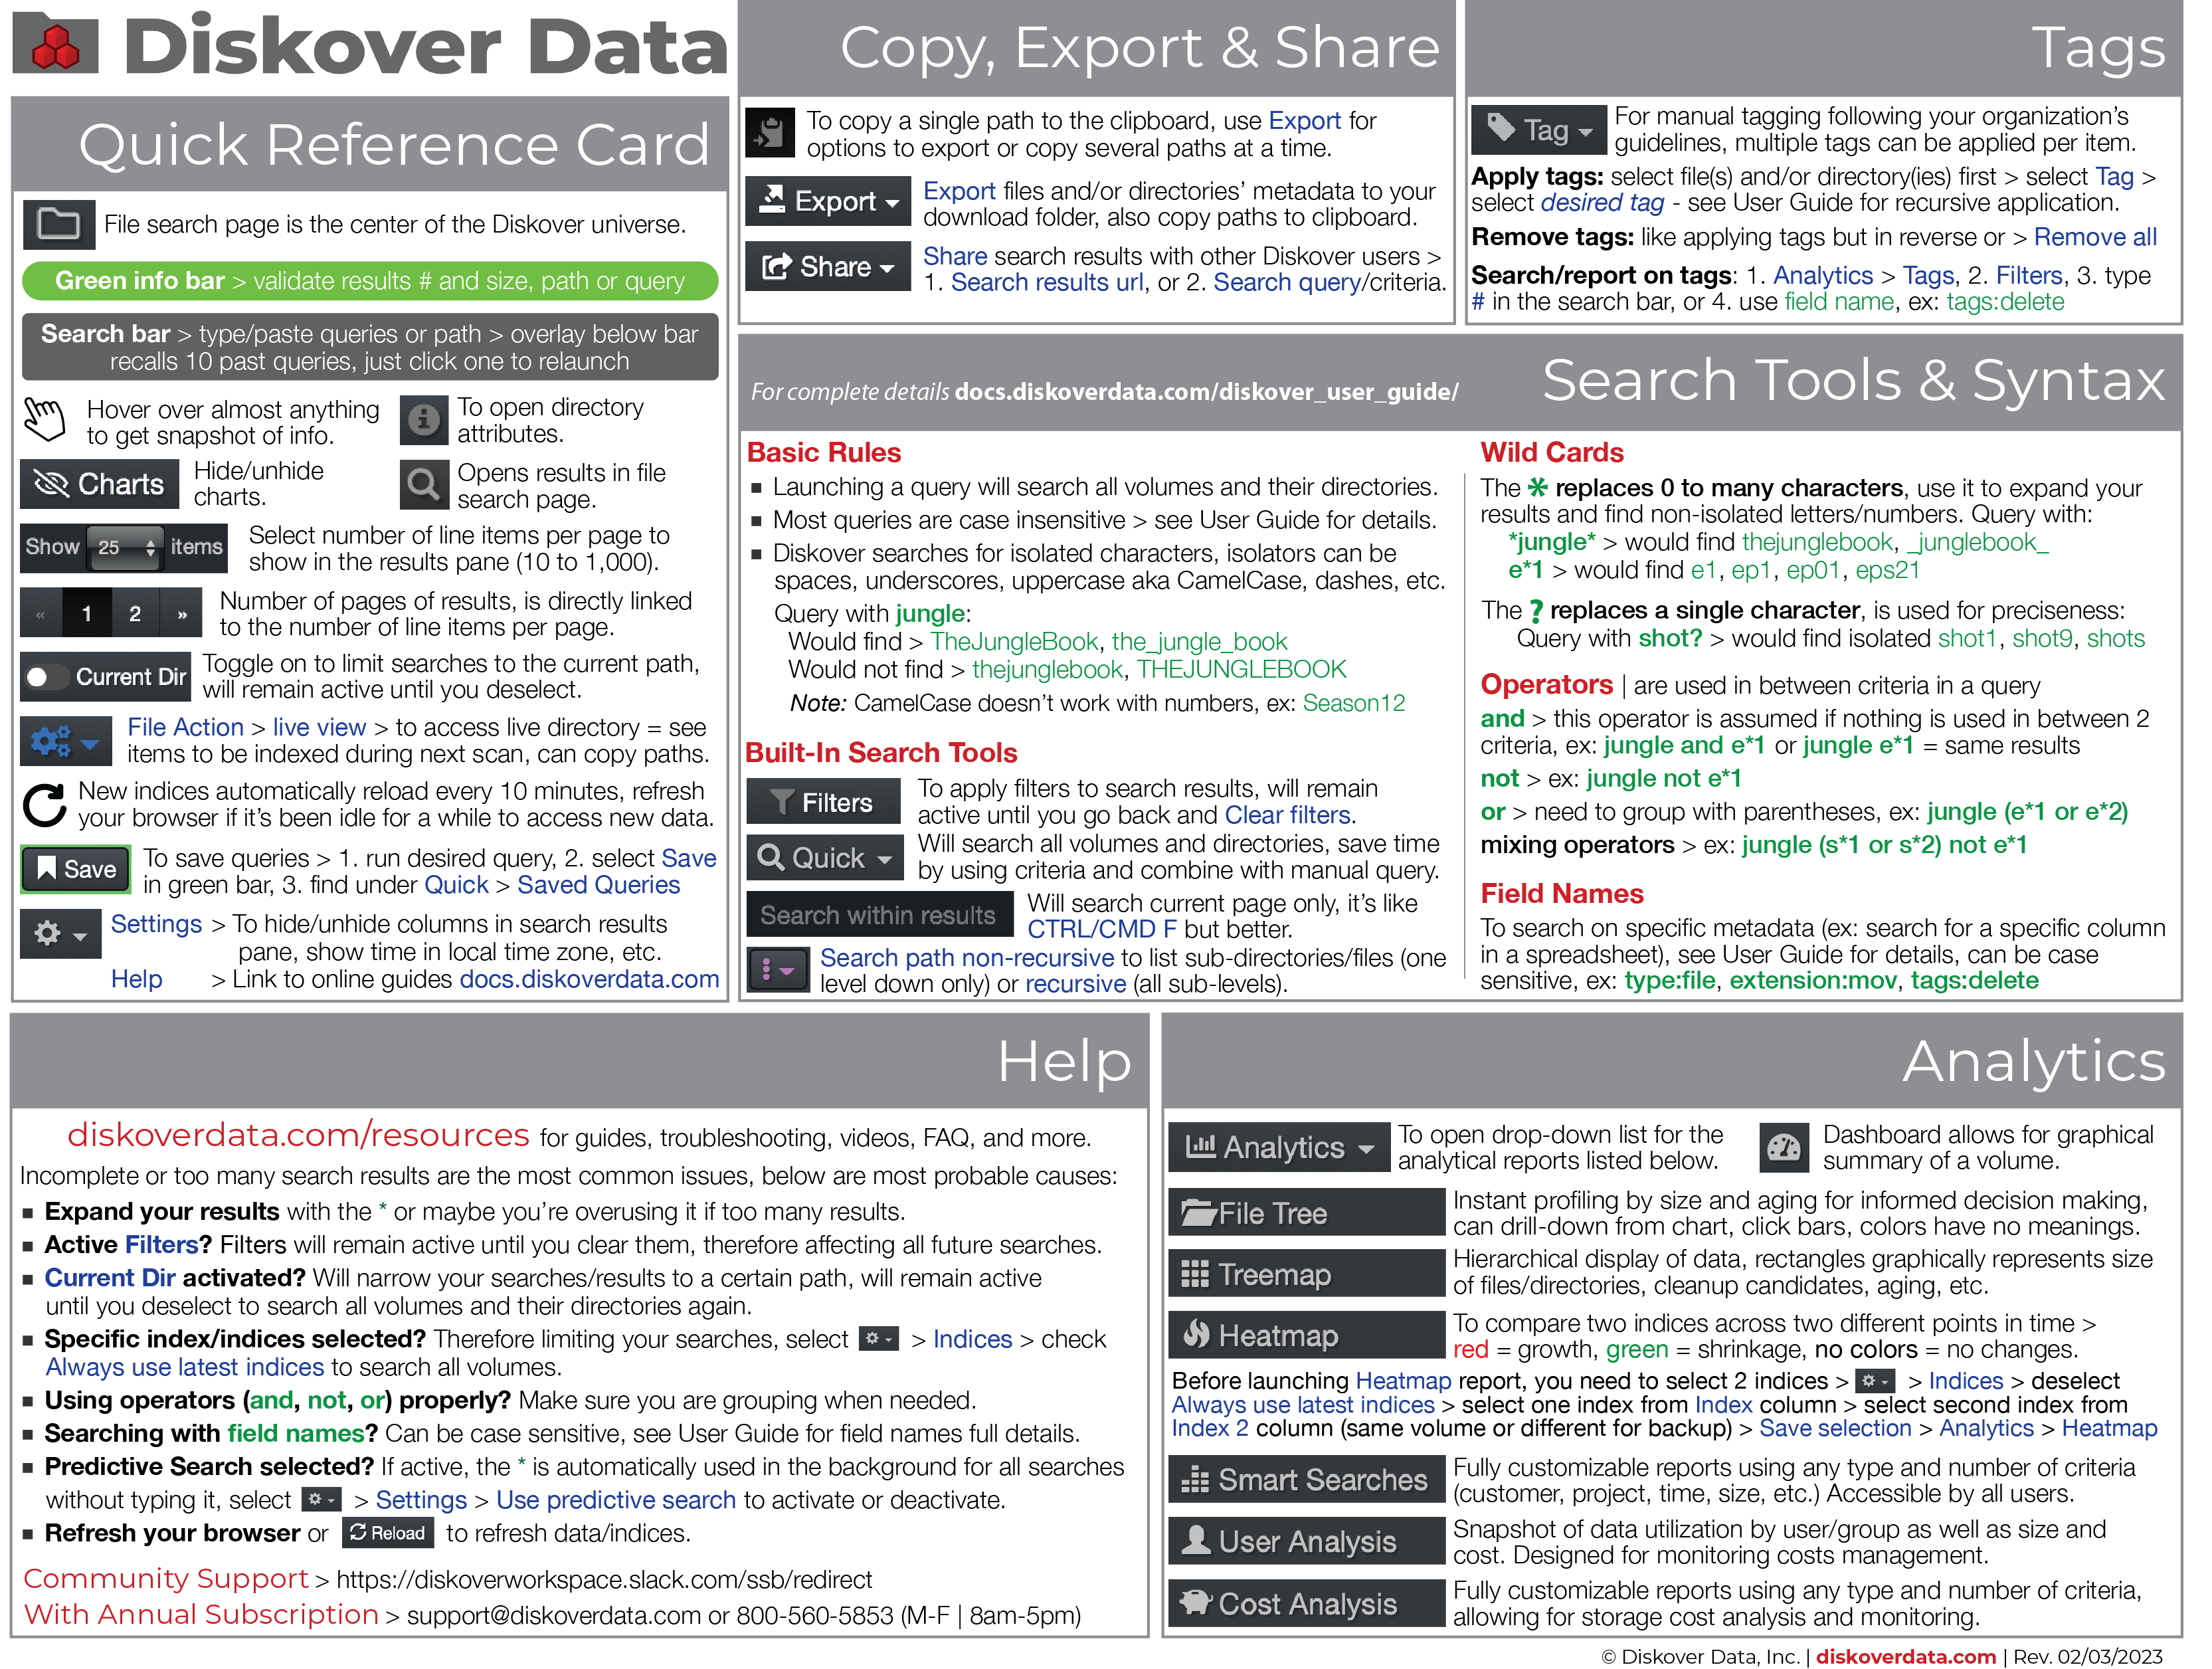 Diskover Data
Quick Reference Card
File search page is the center of the Diskover universe.
Green info bar > validate results # and size, path or query
Search bar > type/paste queries or path > overlay below bar
recalls 10 past queries, just click one to relaunch
Hover over almost anything
to get snapshot of info.
To open directory
attributes.
Charts
Hide/unhide
charts.
Opens results in file
search page.
Show 25 items
Select number of line items per page to
show in the results pane (10 to 1,000).
« 1 2 »
Number of pages of results, is directly linked
to the number of line items per page.
Current Dir
Toggle on to limit searches to the current path,
will remain active until you deselect.
File Action > live view > to access live directory = see
items to be indexed during next scan, can copy paths.
New indices automatically reload every 10 minutes, refresh
your browser if it's been idle for a while to access new data.
Save
To save queries > 1. run desired query, 2. select Save
in green bar, 3. find under Quick > Saved Queries
Settings > To hide/unhide columns in search results
pane, show time in local time zone, etc.
Help > Link to online guides docs.diskoverdata.com
Copy, Export & Share
To copy a single path to the clipboard, use Export for
options to export or copy several paths at a time.
Export
Export files and/or directories' metadata to your
download folder, also copy paths to clipboard.
Share
Share search results with other Diskover users >
1. Search results url, or 2. Search query/criteria.
Tags
Tag
For manual tagging following your organization's
guidelines, multiple tags can be applied per item.
Apply tags: select file(s) and/or directory(ies) first > select Tag >
select desired tag - see User Guide for recursive application.
Remove tags: like applying tags but in reverse or > Remove all
Search/report on tags: 1. Analytics > Tags, 2. Filters, 3. type
# in the search bar, or 4. use field name, ex: tags:delete
For complete details docs.diskoverdata.com/diskover_user_guide/
Search Tools & Syntax
Basic Rules
■ Launching a query will search all volumes and their directories.
■ Most queries are case insensitive > see User Guide for details.
■ Diskover searches for isolated characters, isolators can be
spaces, underscores, uppercase aka CamelCase, dashes, etc.
Query with jungle:
Would find > TheJungleBook, the_jungle_book
Would not find > thejunglebook, THEJUNGLEBOOK
Note: CamelCase doesn't work with numbers, ex: Season12
Built-In Search Tools
Filters
To apply filters to search results, will remain
active until you go back and Clear filters.
Quick
Will search all volumes and directories, save time
by using criteria and combine with manual query.
Search within results
Will search current page only, it's like
CTRL/CMD F but better.
Search path non-recursive to list sub-directories/files (one
level down only) or recursive (all sub-levels).
Wild Cards
The * replaces 0 to many characters, use it to expand your
results and find non-isolated letters/numbers. Query with:
*jungle* > would find thejunglebook, _junglebook_
e*1 > would find e1, ep1, ep01, eps21
The ? replaces a single character, is used for preciseness:
Query with shot? > would find isolated shot1, shot9, shots
Operators | are used in between criteria in a query
and > this operator is assumed if nothing is used in between 2
criteria, ex: jungle and e*1 or jungle e*1 = same results
not > ex: jungle not e*1
or > need to group with parentheses, ex: jungle (e*1 or e*2)
mixing operators > ex: jungle (s*1 or s*2) not e*1
Field Names
To search on specific metadata (ex: search for a specific column
in a spreadsheet), see User Guide for details, can be case
sensitive, ex: type:file, extension:mov, tags:delete
Help
diskoverdata.com/resources for guides, troubleshooting, videos, FAQ, and more.
Incomplete or too many search results are the most common issues, below are most probable causes:
■ Expand your results with the * or maybe you're overusing it if too many results.
■ Active Filters? Filters will remain active until you clear them, therefore affecting all future searches.
■ Current Dir activated? Will narrow your searches/results to a certain path, will remain active
until you deselect to search all volumes and their directories again.
■ Specific index/indices selected? Therefore limiting your searches, select > Indices > check
Always use latest indices to search all volumes.
■ Using operators (and, not, or) properly? Make sure you are grouping when needed.
■ Searching with field names? Can be case sensitive, see User Guide for field names full details.
■ Predictive Search selected? If active, the * is automatically used in the background for all searches
without typing it, select > Settings > Use predictive search to activate or deactivate.
■ Refresh your browser or Reload to refresh data/indices.
Community Support > https://diskoverworkspace.slack.com/ssb/redirect
With Annual Subscription > support@diskoverdata.com or 800-560-5853 (M-F | 8am-5pm)
Analytics
Analytics
To open drop-down list for the
analytical reports listed below.
Dashboard allows for graphical
summary of a volume.
File Tree
Instant profiling by size and aging for informed decision making,
can drill-down from chart, click bars, colors have no meanings.
Treemap
Hierarchical display of data, rectangles graphically represents size
of files/directories, cleanup candidates, aging, etc.
Heatmap
To compare two indices across two different points in time >
red = growth, green = shrinkage, no colors = no changes.
Before launching Heatmap report, you need to select 2 indices > > Indices > deselect
Always use latest indices > select one index from Index column > select second index from
Index 2 column (same volume or different for backup) > Save selection > Analytics > Heatmap
Smart Searches
Fully customizable reports using any type and number of criteria
(customer, project, time, size, etc.) Accessible by all users.
User Analysis
Snapshot of data utilization by user/group as well as size and
cost. Designed for monitoring costs management.
Cost Analysis
Fully customizable reports using any type and number of criteria,
allowing for storage cost analysis and monitoring.
© Diskover Data, Inc. | diskoverdata.com | Rev. 02/03/2023